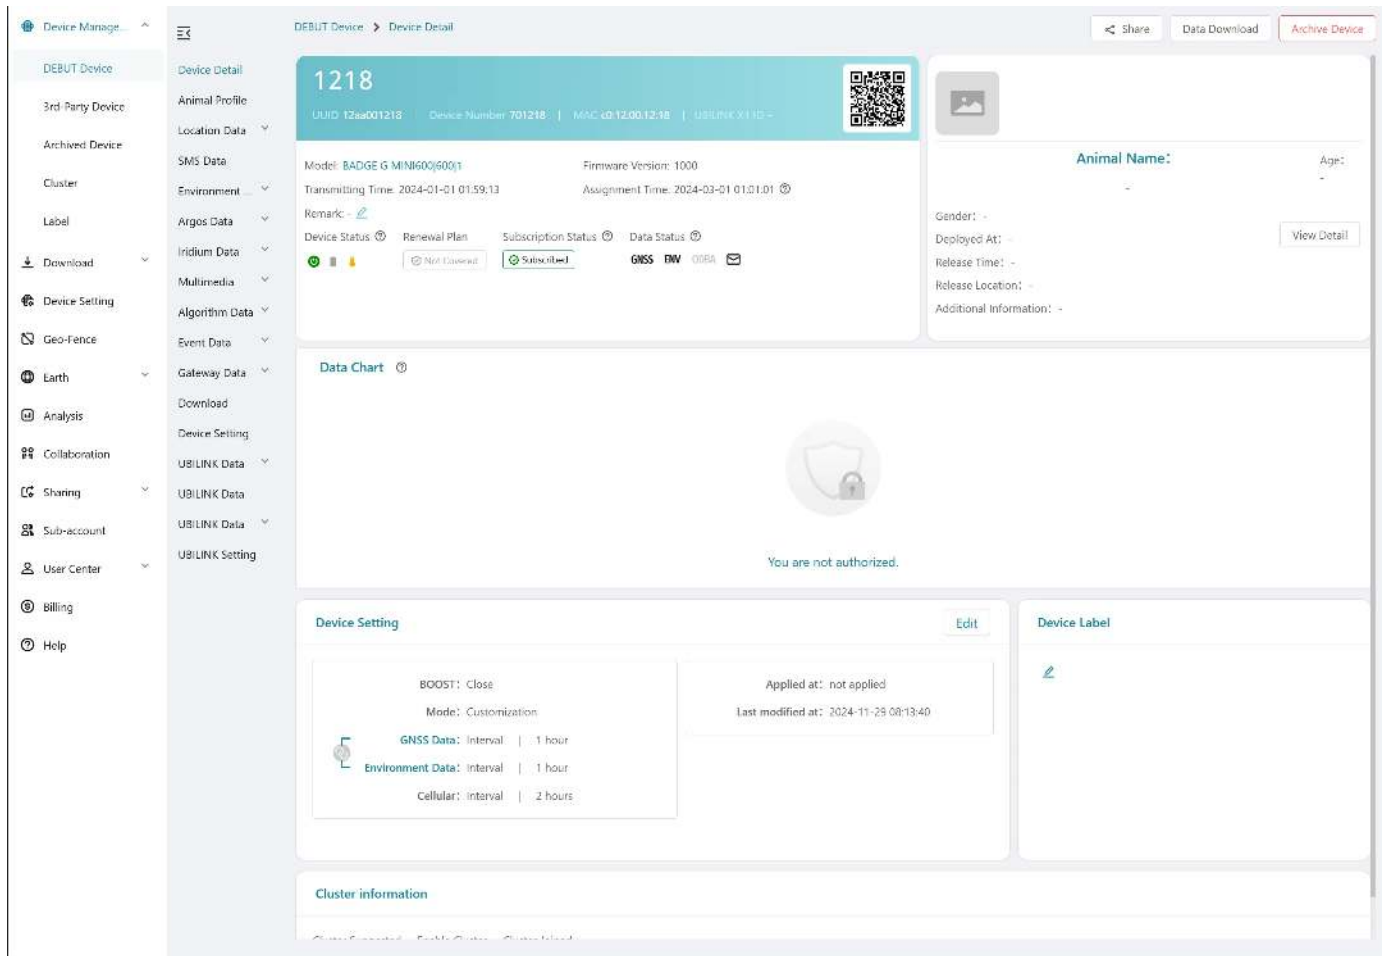 Device Manage...
DEBUT Device
3rd-Party Device
Archived Device
Cluster
Label
Download
Device Setting
Geo-Fence
Earth
Analysis
Collaboration
Sharing
Sub-account
User Center
Billing
Help
Device Detail
Animal Profile
Location Data
SMS Data
Environment ...
Argos Data
Iridium Data
Multimedia
Algorithm Data
Event Data
Gateway Data
Download
Device Setting
UBILINK Data
UBILINK Data
UBILINK Data
UBILINK Setting
DEBUT Device > Device Detail
Share
Data Download
Archive Device
1218
UUID 12aa001218 Device Number 701218 | MAC c0:12:00:12:18 |
Model: BADGE G MINI600|600|1
Firmware Version: 1000
Transmitting Time: 2024-01-01 01:59:13
Assignment Time: 2024-03-01 01:01:01
Remark: -
Device Status
Renewal Plan
Subscription Status
Data Status
Not Covered
Subscribed
GNSS ENV ODBA
Animal Name:
-
Age:
-
Gender: -
Deployed At: -
Release Time: -
Release Location: -
Additional Information: -
View Detail
Data Chart
You are not authorized.
Device Setting
Edit
BOOST: Close
Mode: Customization
GNSS Data: Interval | 1 hour
Environment Data: Interval | 1 hour
Cellular: Interval | 2 hours
Applied at: not applied
Last modified at: 2024-11-29 08:13:40
Device Label
Cluster information